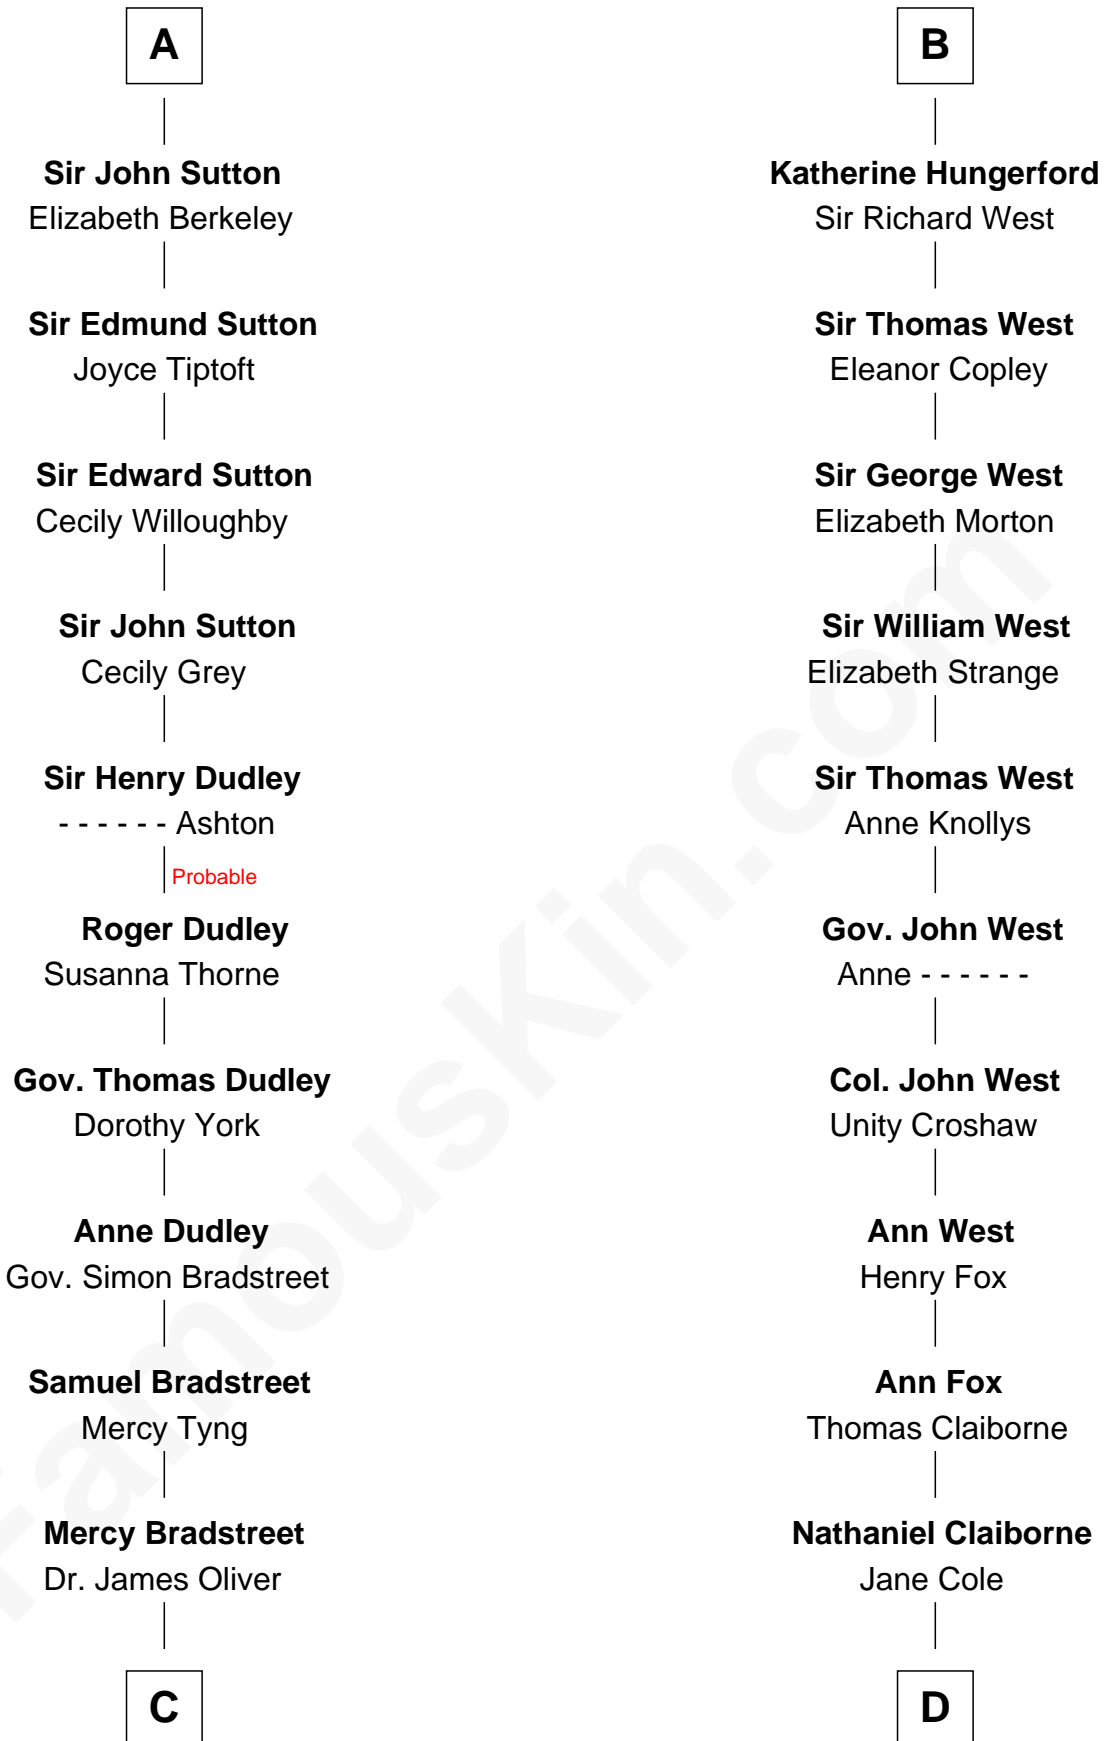 A
B
Sir John Sutton
Elizabeth Berkeley
Katherine Hungerford
Sir Richard West
Sir Edmund Sutton
Joyce Tiptoft
Sir Thomas West
Eleanor Copley
Sir Edward Sutton
Cecily Willoughby
Sir George West
Elizabeth Morton
Sir John Sutton
Cecily Grey
Sir William West
Elizabeth Strange
Sir Henry Dudley
- - - - - - Ashton
Sir Thomas West
Anne Knollys
Probable
Roger Dudley
Susanna Thorne
Gov. John West
Anne - - - - - -
Gov. Thomas Dudley
Dorothy York
Col. John West
Unity Croshaw
Anne Dudley
Gov. Simon Bradstreet
Ann West
Henry Fox
Samuel Bradstreet
Mercy Tyng
Ann Fox
Thomas Claiborne
Mercy Bradstreet
Dr. James Oliver
Nathaniel Claiborne
Jane Cole
C
D
FamousKin.com